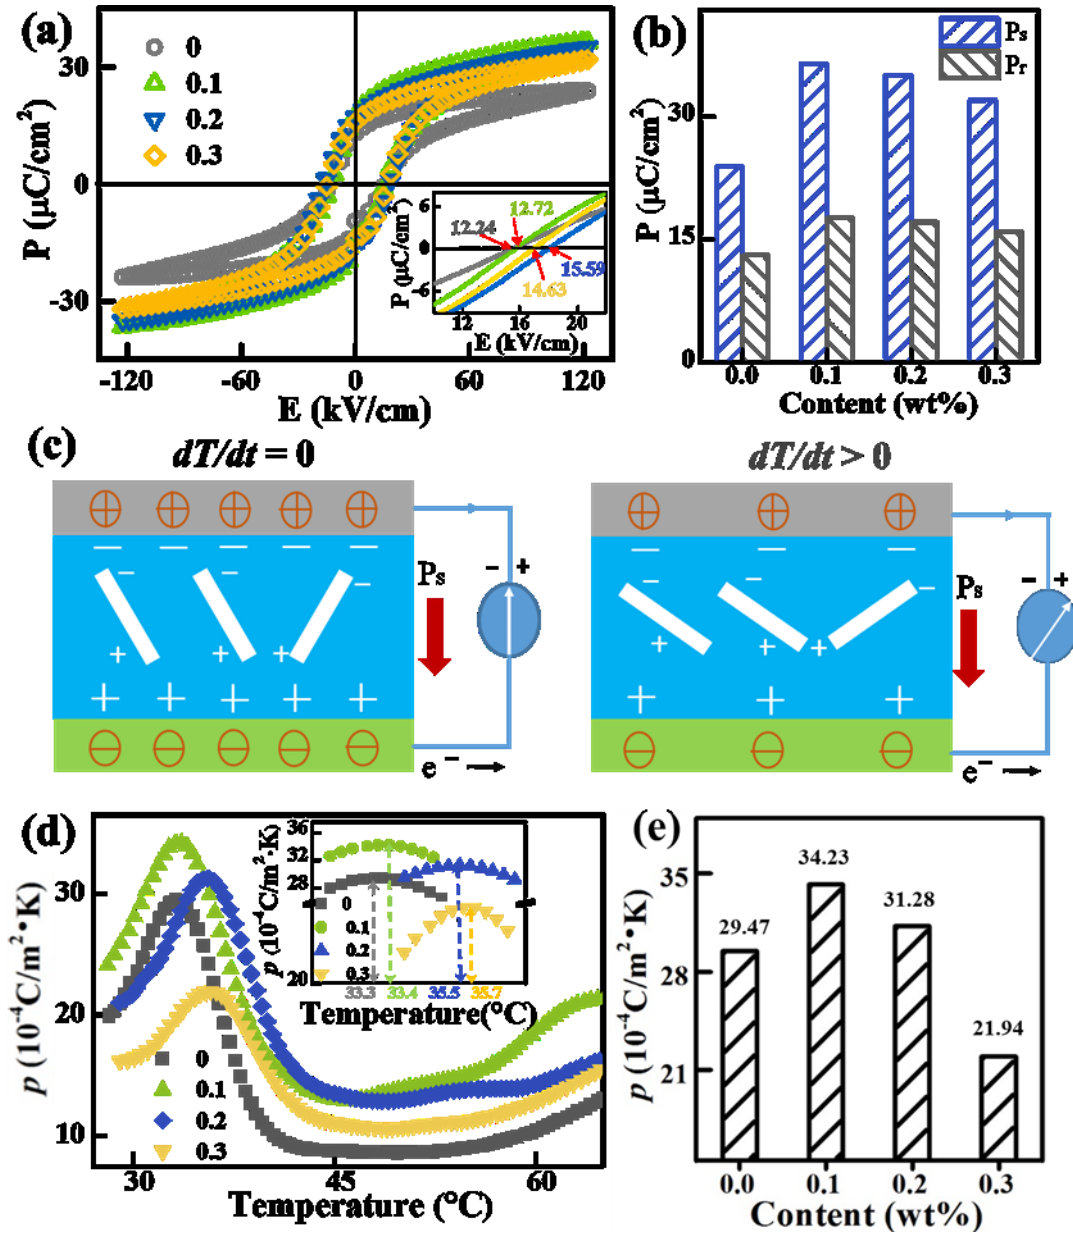 (a)
0
0.1
0.2
0.3
P (μC/cm²)
30
0
-30
-120
-60
0
60
120
E (kV/cm)
P (μC/cm²)
6
0
-6
12.24
12.72
15.59
14.63
12
16
20
E (kV/cm)
(b)
Ps
Pr
P (μC/cm²)
30
15
0
0.0
0.1
0.2
0.3
Content (wt%)
(c)
dT/dt = 0
dT/dt > 0
Ps
- +
e⁻
Ps
- +
e⁻
(d)
p (10⁻⁴C/m²•K)
30
20
10
0
0.1
0.2
0.3
30
45
60
Temperature (°C)
p (10⁻⁴C/m²•K)
36
32
28
20
0
0.1
0.2
0.3
33.3
33.4
35.5
35.7
Temperature(°C)
(e)
p (10⁻⁴C/m²•K)
35
28
21
29.47
34.23
31.28
21.94
0.0
0.1
0.2
0.3
Content (wt%)